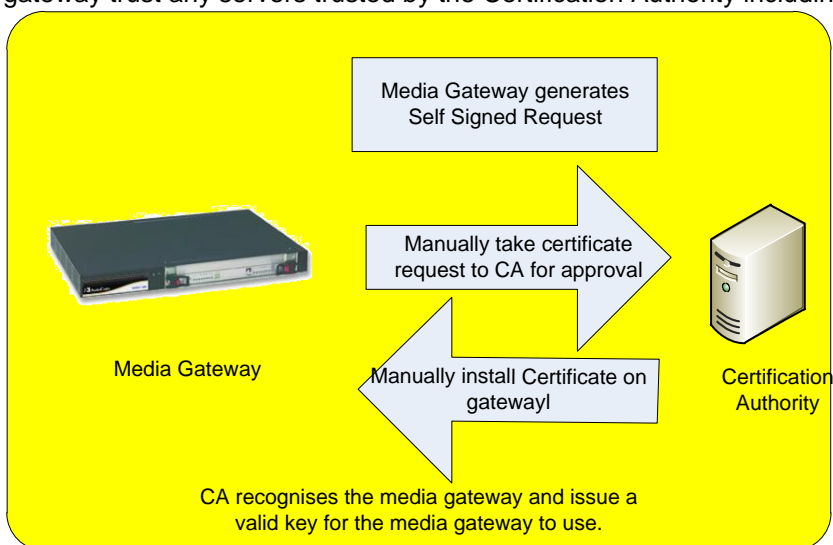 gateway trust any servers trusted by the Certification Authority includin
Media Gateway generates
Self Signed Request
Manually take certificate
request to CA for approval
Media Gateway
Manually install Certificate on
gatewayl
Certification
Authority
CA recognises the media gateway and issue a
valid key for the media gateway to use.